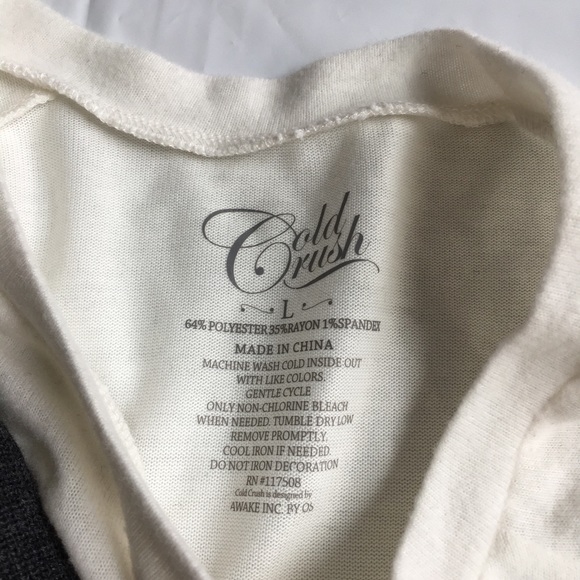 Cold
Crush
L
64% POLYESTER 35%RAYON 1%SPANDEX
MADE IN CHINA
MACHINE WASH COLD INSIDE OUT
WITH LIKE COLORS.
GENTLE CYCLE
ONLY NON-CHLORINE BLEACH
WHEN NEEDED. TUMBLE DRY LOW
REMOVE PROMPTLY.
COOL IRON IF NEEDED.
DO NOT IRON DECORATION
RN #117508
Cold Crush is designed by
AWAKE INC. BY OS